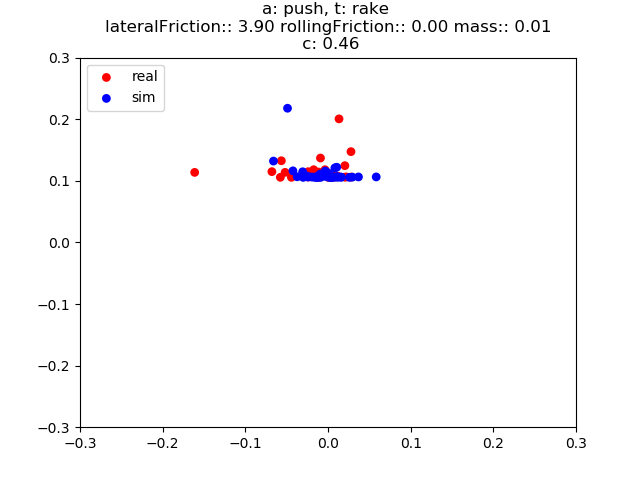 a: push, t: rake
lateralFriction:: 3.90 rollingFriction:: 0.00 mass:: 0.01
c: 0.46
real
sim
0.3
0.2
0.1
0.0
−0.1
−0.2
−0.3
−0.3 −0.2 −0.1 0.0 0.1 0.2 0.3